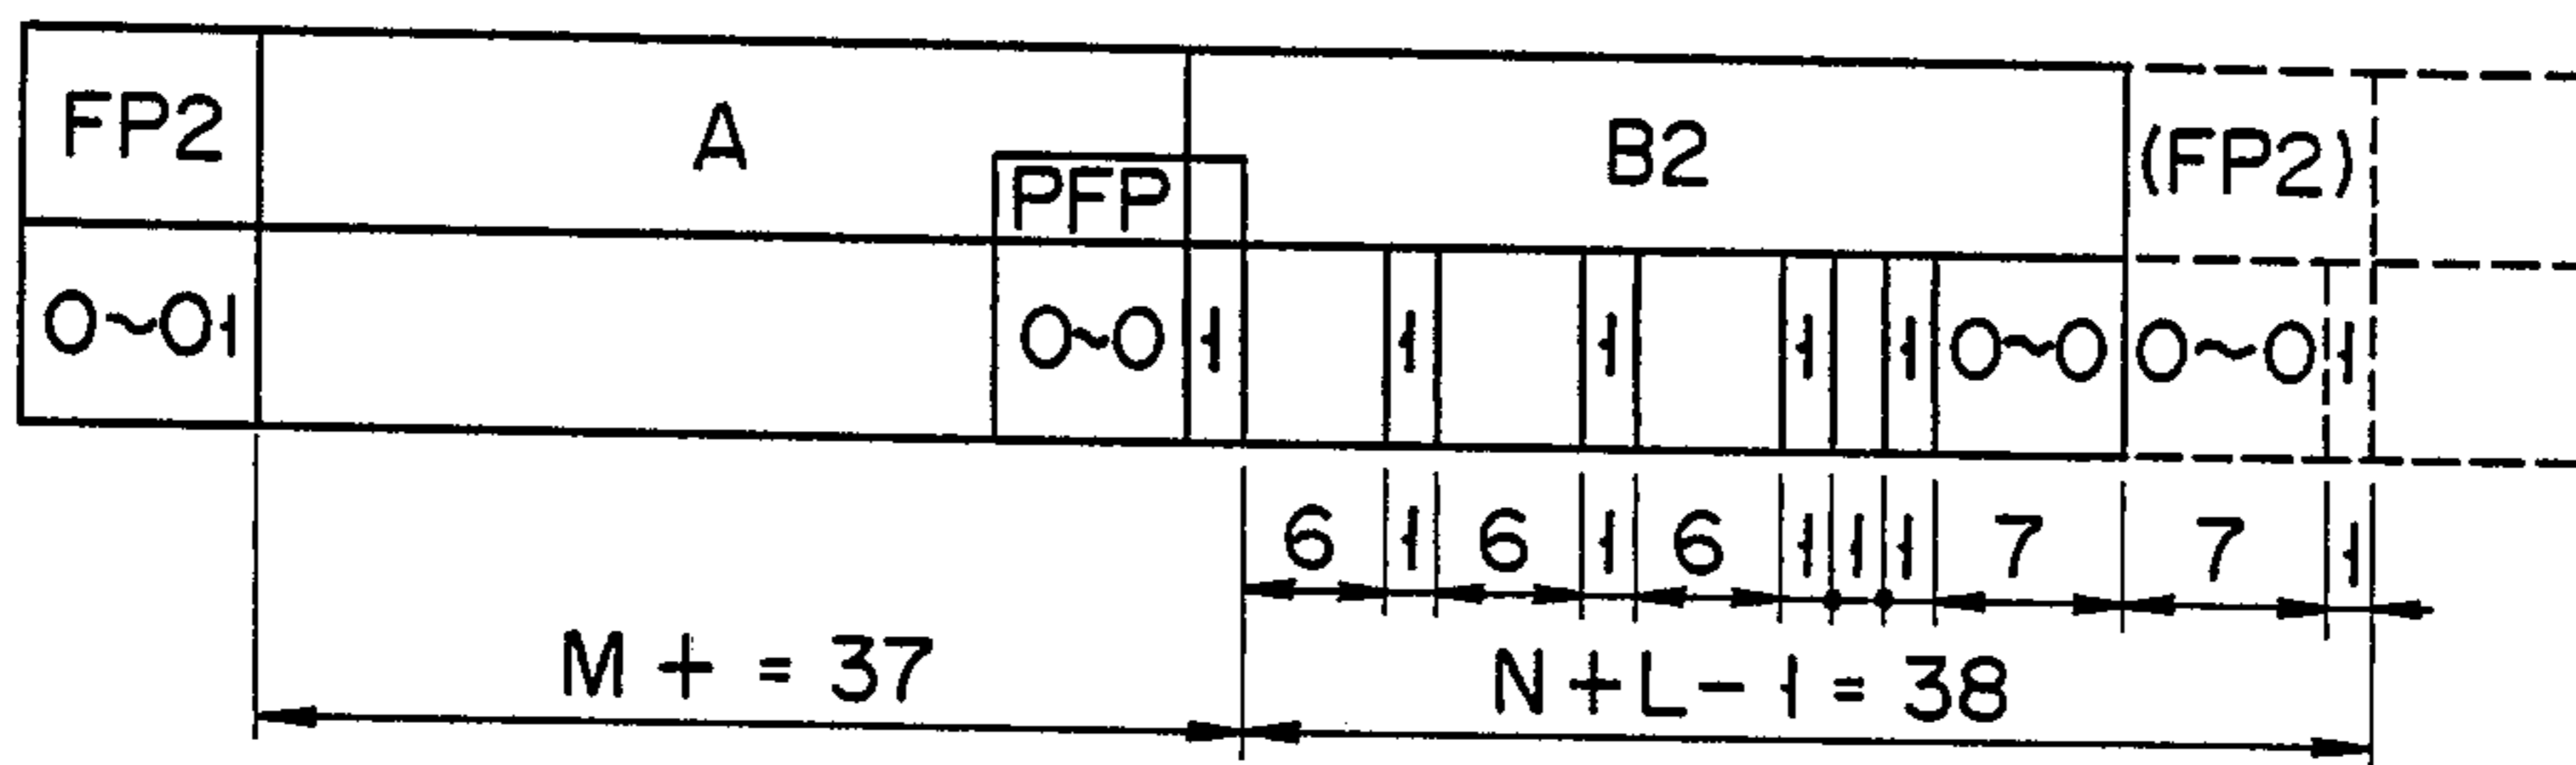 FP2 A B2 (FP2)
PFP
0~01 0~0 1 1 1 1 1 0~0 0~0 1
6 1 6 1 6 1 1 1 7 7 1
M + = 37 N + L - 1 = 38